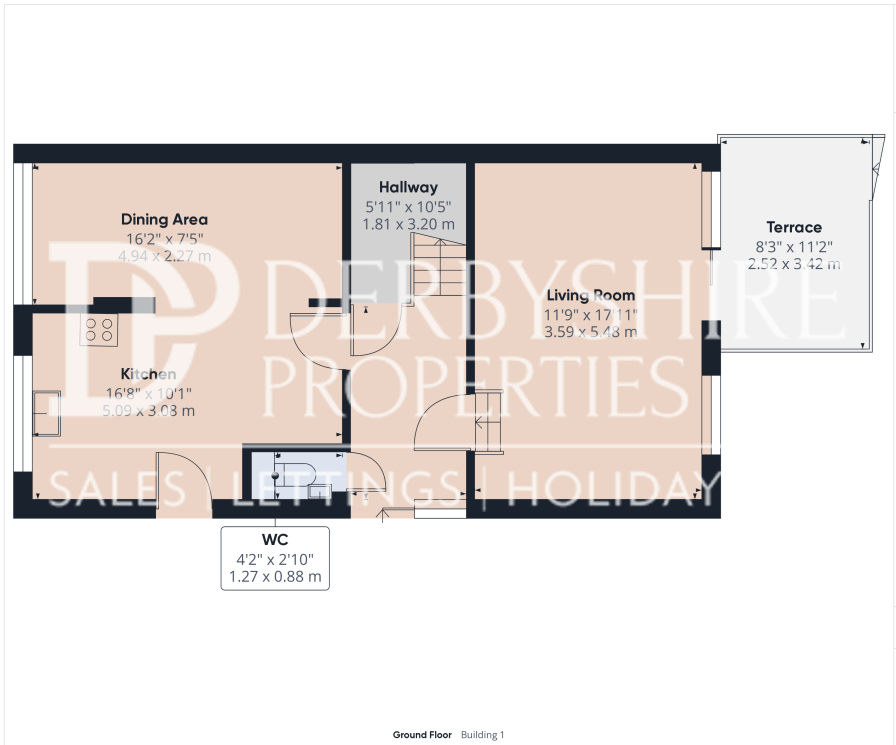 Dining Area
16'2" x 7'5"
4.94 x 2.27 m
Hallway
5'11" x 10'5"
1.81 x 3.20 m
Terrace
8'3" x 11'2"
2.52 x 3.42 m
Living Room
11'9" x 17'11"
3.59 x 5.48 m
Kitchen
16'8" x 10'1"
5.09 x 3.08 m
DERBYSHIRE
PROPERTIES
SALES | LETTINGS | HOLIDAY
WC
4'2" x 2'10"
1.27 x 0.88 m
Ground Floor Building 1